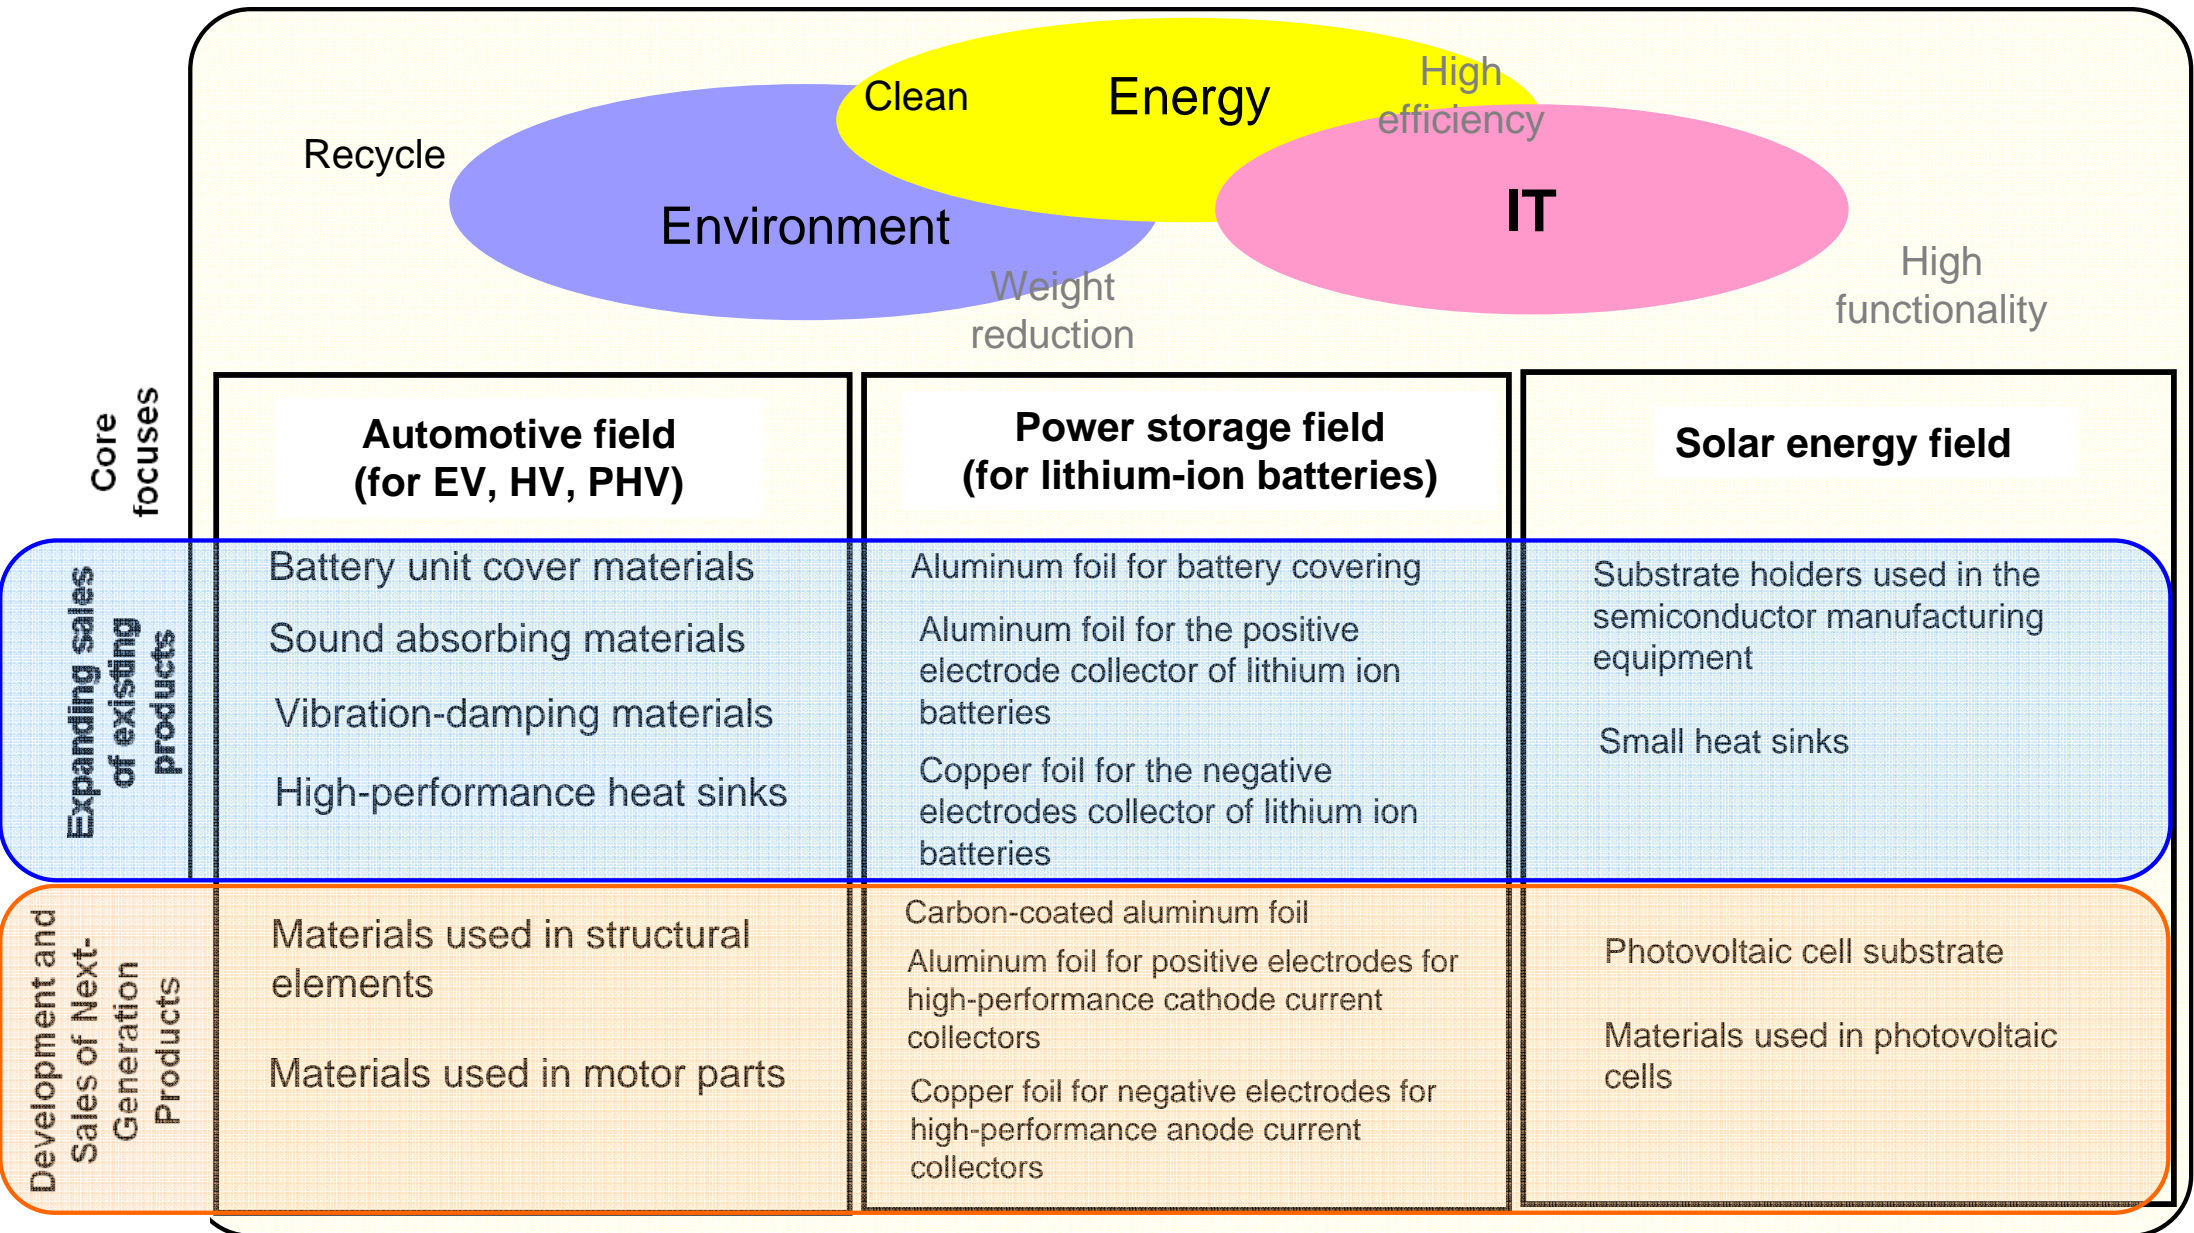 Clean
Energy
High
efficiency
Recycle
Environment
IT
Weight
reduction
High
functionality
Core
focuses
Automotive field
(for EV, HV, PHV)
Power storage field
(for lithium-ion batteries)
Solar energy field
Expanding sales
of existing
products
Battery unit cover materials
Sound absorbing materials
Vibration-damping materials
High-performance heat sinks
Aluminum foil for battery covering
Aluminum foil for the positive
electrode collector of lithium ion
batteries
Copper foil for the negative
electrodes collector of lithium ion
batteries
Substrate holders used in the
semiconductor manufacturing
equipment
Small heat sinks
Development and
Sales of Next-
Generation
Products
Materials used in structural
elements
Materials used in motor parts
Carbon-coated aluminum foil
Aluminum foil for positive electrodes for
high-performance cathode current
collectors
Copper foil for negative electrodes for
high-performance anode current
collectors
Photovoltaic cell substrate
Materials used in photovoltaic
cells